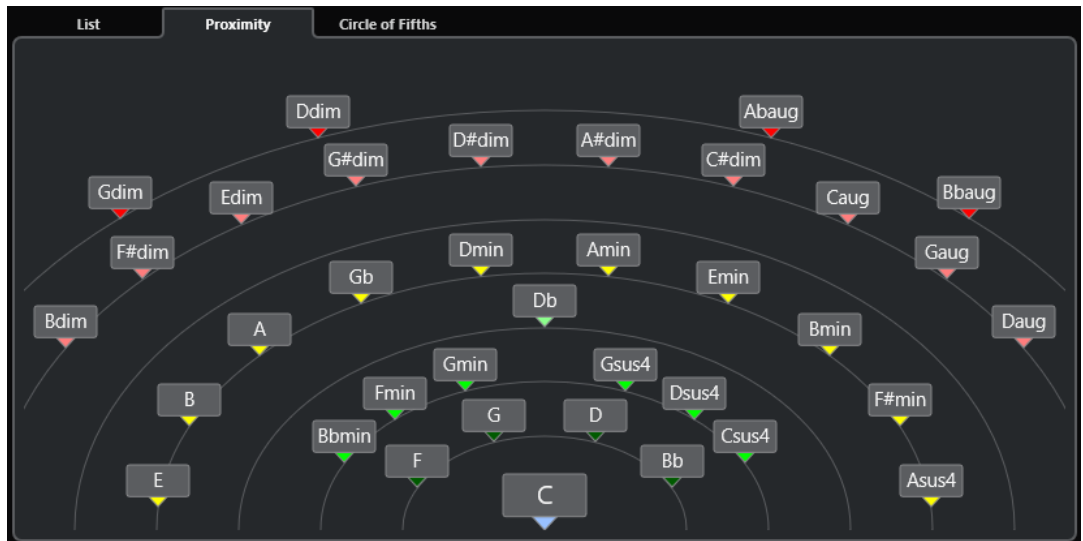 List Proximity Circle of Fifths
Ddim Abaug
D#dim A#dim
G#dim C#dim
Gdim Edim Caug Bbaug
F#dim Dmin Amin Gaug
Gb Emin
Db
Bdim A Bmin Daug
Gmin Gsus4
B Fmin Dsus4 F#min
G D
Bbmin Csus4
F Bb
E Asus4
C